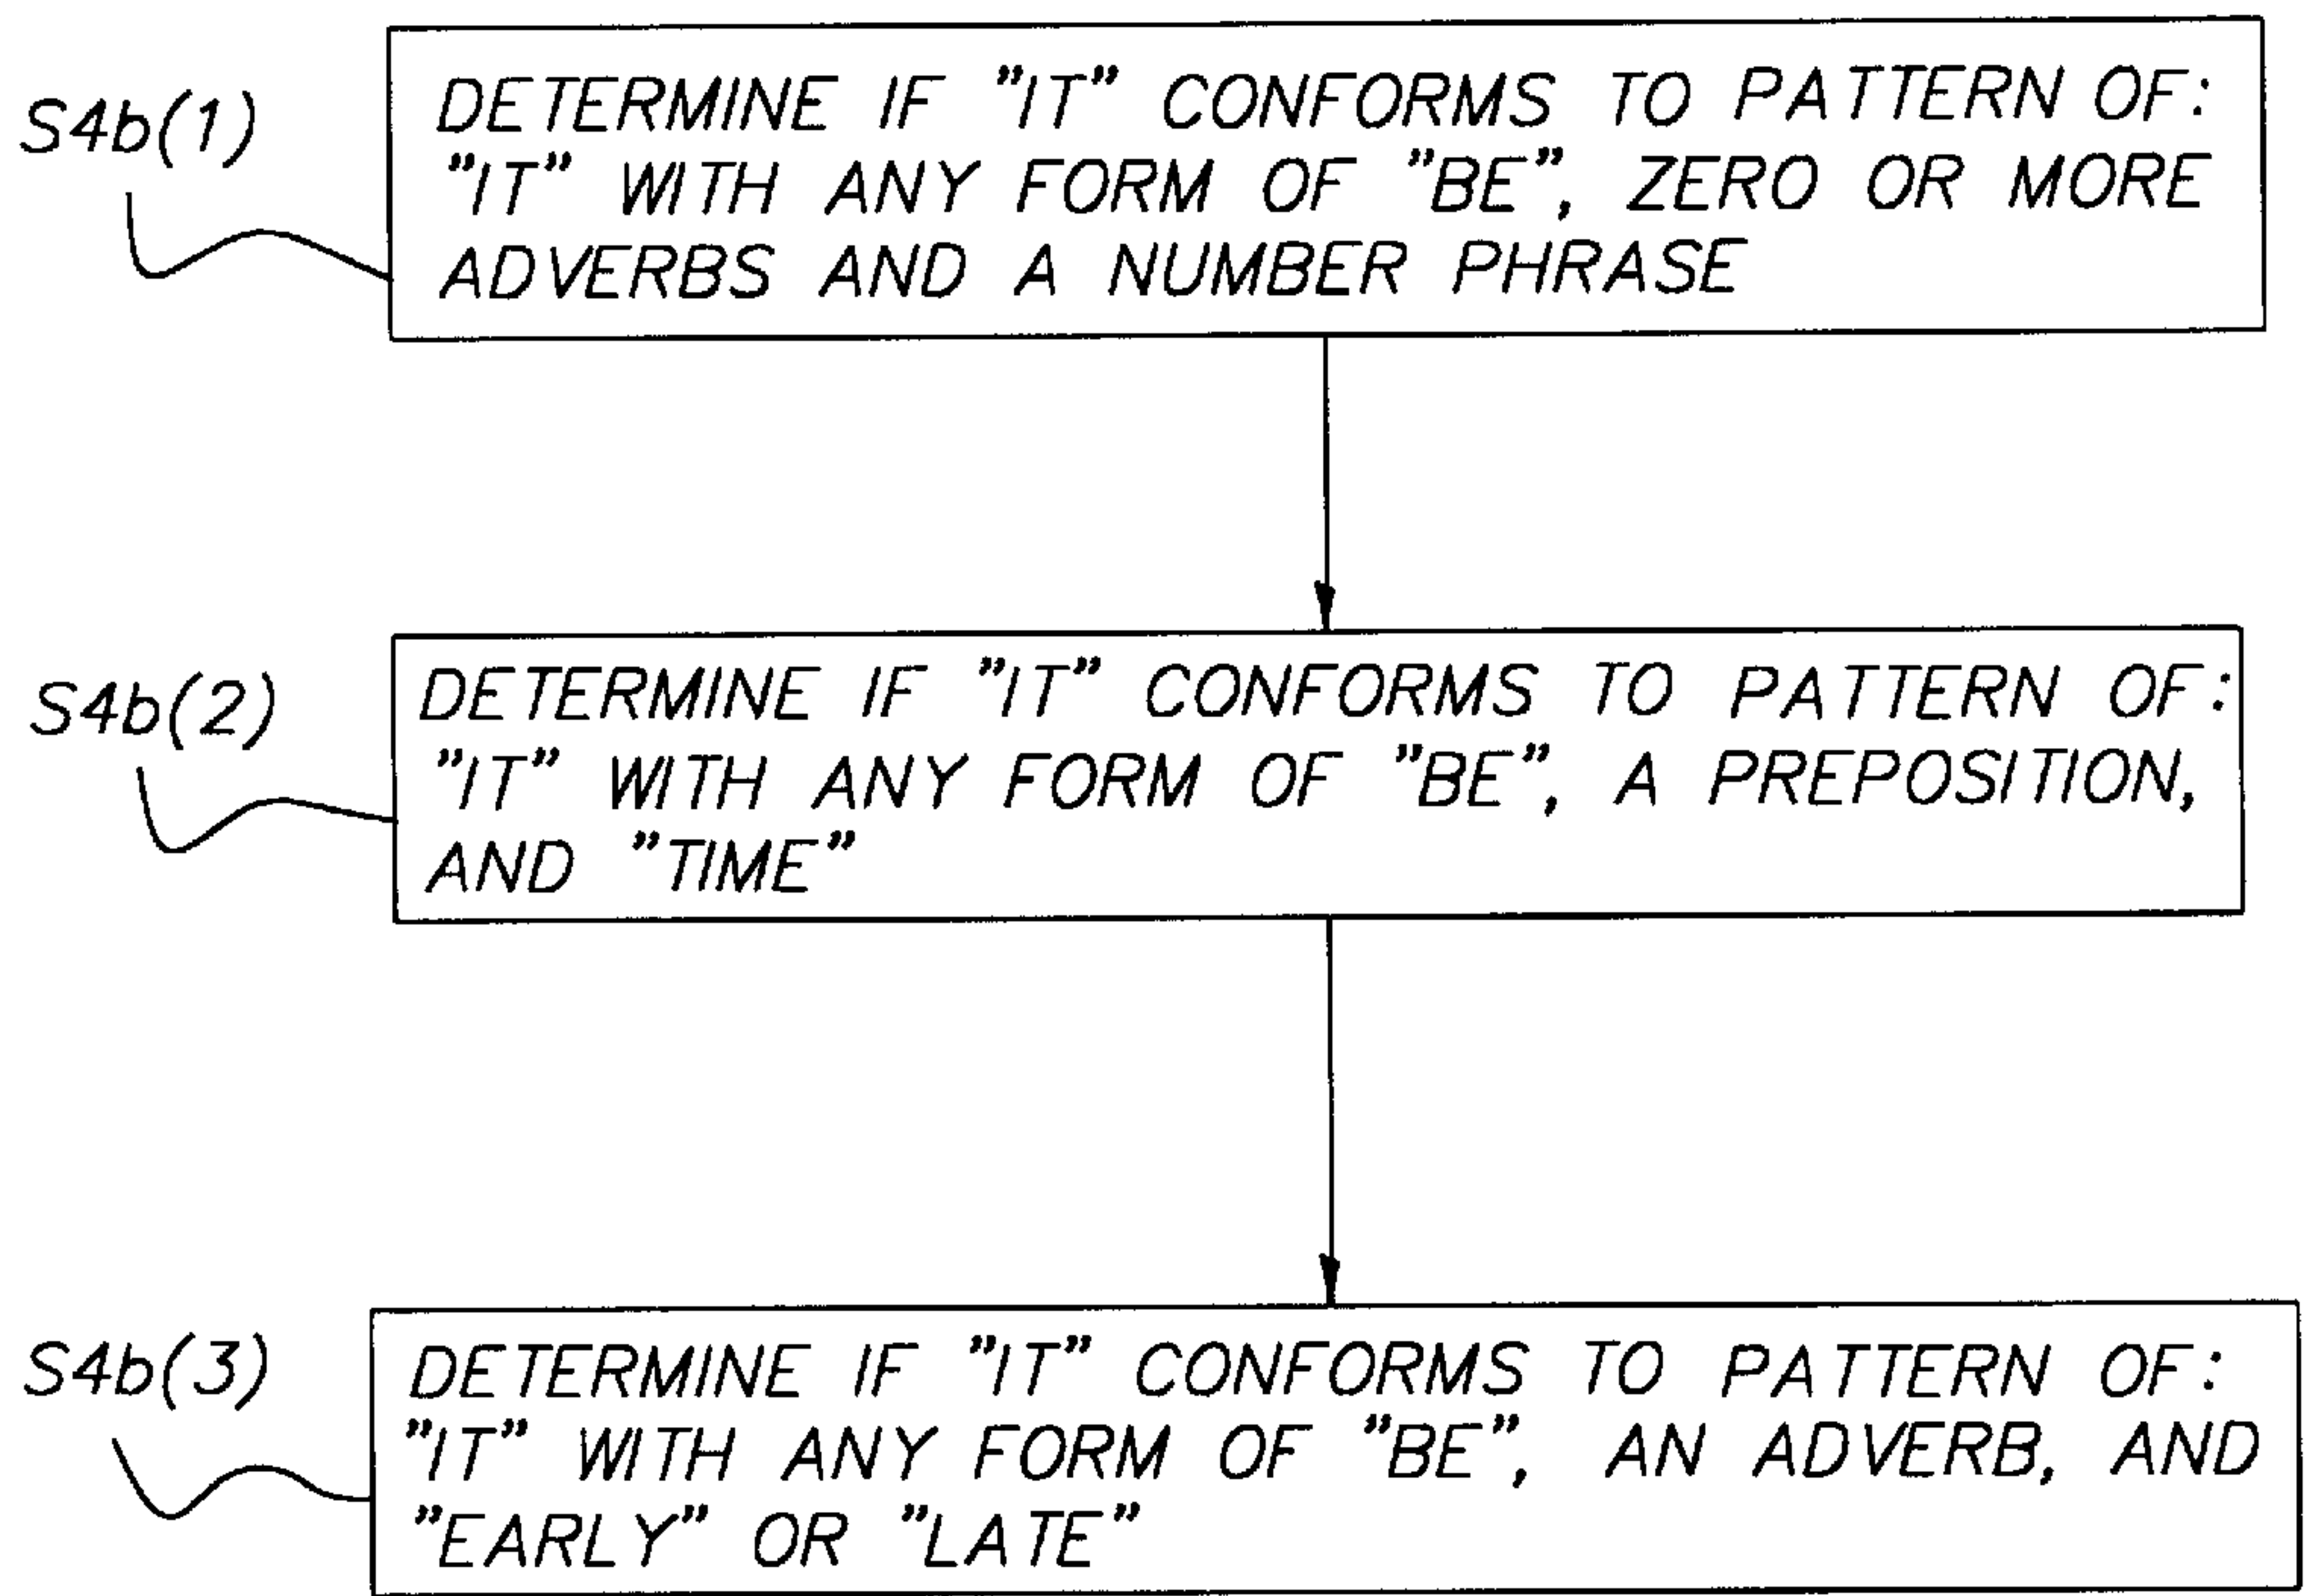 S4b(1)
DETERMINE IF "IT" CONFORMS TO PATTERN OF:
"IT" WITH ANY FORM OF "BE", ZERO OR MORE
ADVERBS AND A NUMBER PHRASE
S4b(2)
DETERMINE IF "IT" CONFORMS TO PATTERN OF:
"IT" WITH ANY FORM OF "BE", A PREPOSITION,
AND "TIME"
S4b(3)
DETERMINE IF "IT" CONFORMS TO PATTERN OF:
"IT" WITH ANY FORM OF "BE", AN ADVERB, AND
"EARLY" OR "LATE"